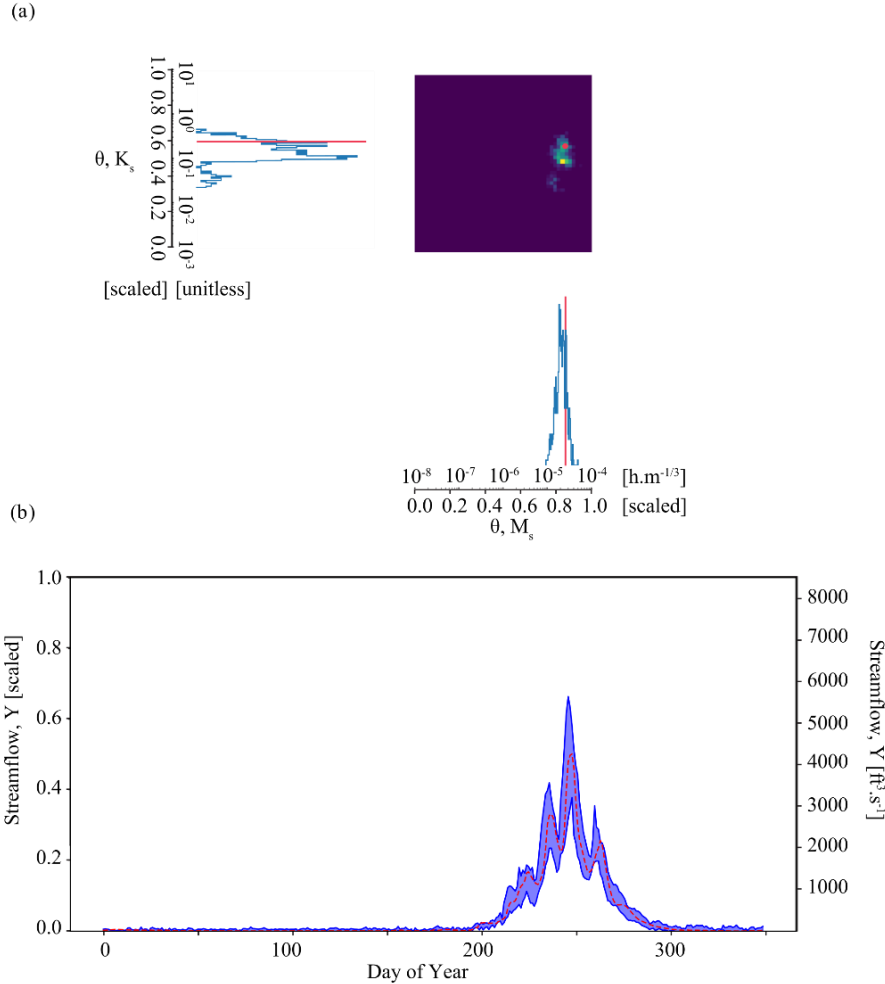 (a)
1.0 0.8 0.6 0.4 0.2 0.0
10¹ 10⁰ 10⁻¹ 10⁻² 10⁻³
θ, Kₛ
[scaled] [unitless]
10⁻⁸ 10⁻⁷ 10⁻⁶ 10⁻⁵ 10⁻⁴ [h.m⁻¹/³]
0.0 0.2 0.4 0.6 0.8 1.0 [scaled]
θ, Mₛ
(b)
Streamflow, Y [scaled]
1.0
0.8
0.6
0.4
0.2
0.0
8000
7000
6000
5000
4000
3000
2000
1000
Streamflow, Y [ft³.s⁻¹]
0 100 200 300
Day of Year